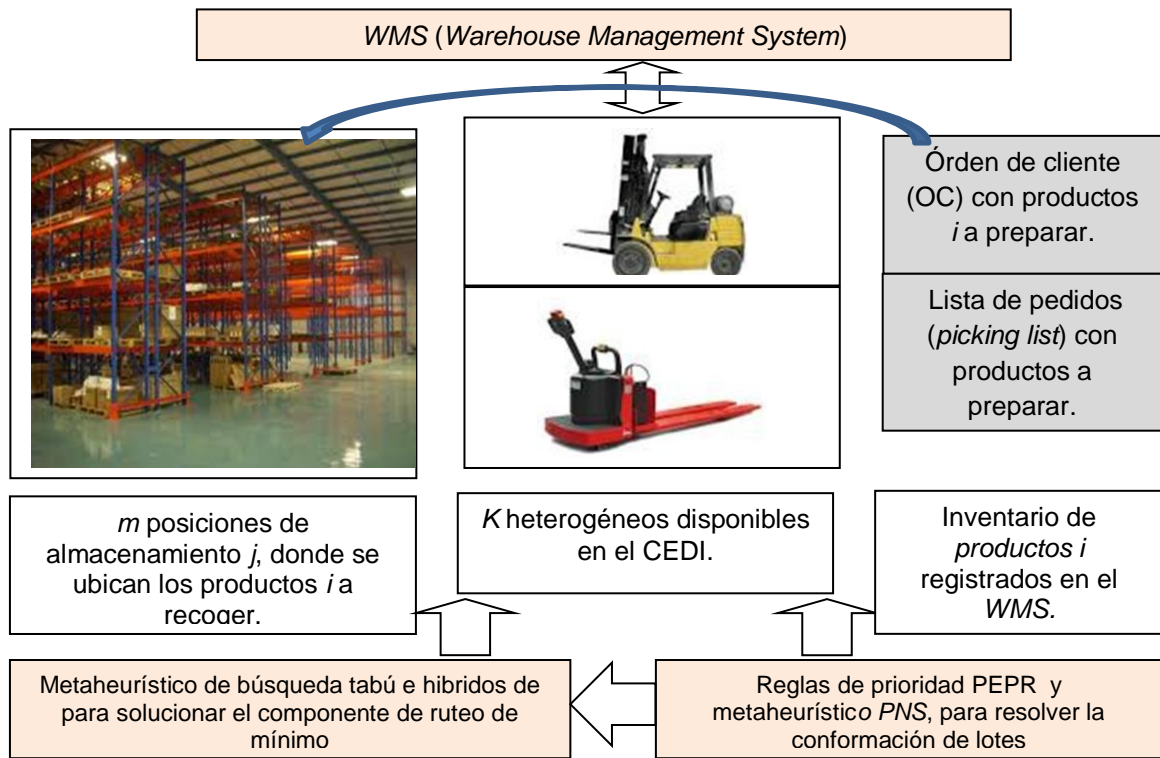 WMS (Warehouse Management System)
Órden de cliente
(OC) con productos
i a preparar.
Lista de pedidos
(picking list) con
productos a
preparar.
m posiciones de
almacenamiento j, donde se
ubican los productos i a
recoger.
K heterogéneos disponibles
en el CEDI.
Inventario de
productos i
registrados en el
WMS.
Metaheurístico de búsqueda tabú e hibridos de
para solucionar el componente de ruteo de
mínimo
Reglas de prioridad PEPR y
metaheurístico PNS, para resolver la
conformación de lotes